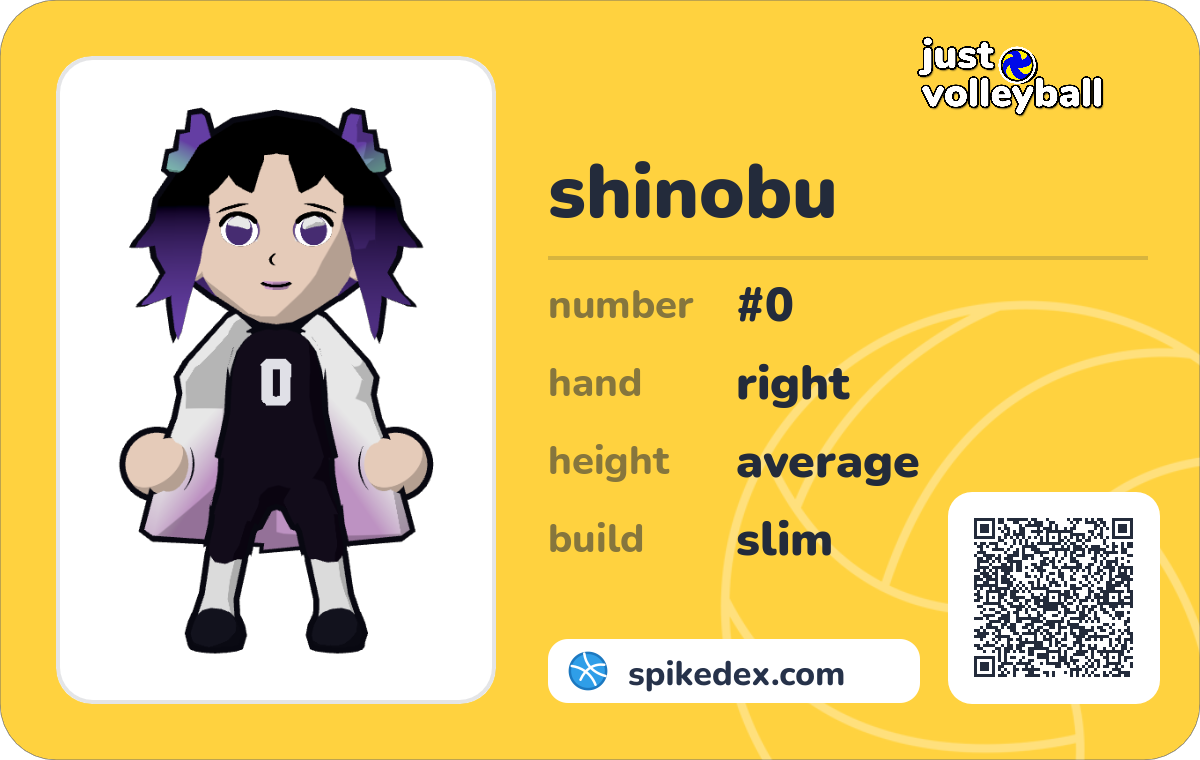 just
volleyball
shinobu
number #0
hand right
height average
build slim
0
spikedex.com